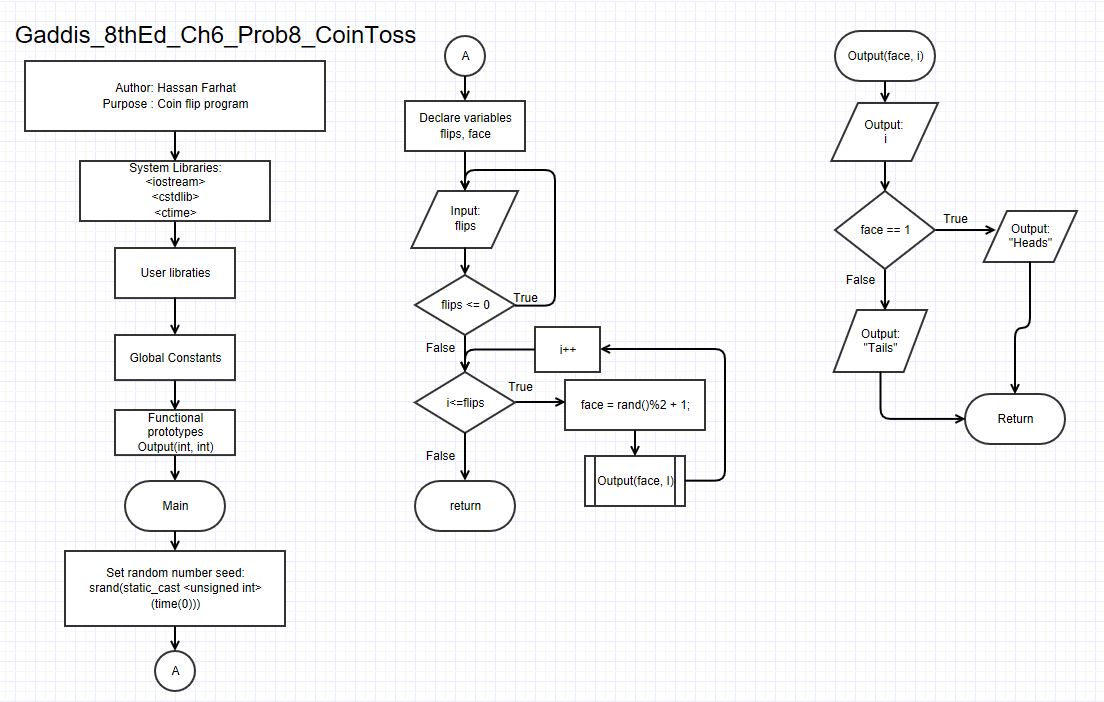 Gaddis_8thEd_Ch6_Prob8_CoinToss
Author: Hassan Farhat
Purpose : Coin flip program
System Libraries:
<iostream>
<cstdlib>
<ctime>
User libraties
Global Constants
Functional
prototypes
Output(int, int)
Main
Set random number seed:
srand(static_cast <unsigned int>
(time(0)))
A
A
Declare variables
flips, face
Input:
flips
flips <= 0
True
False
i++
i<=flips
True
face = rand()%2 + 1;
Output(face, I)
False
return
Output(face, i)
Output:
i
face == 1
True
Output:
"Heads"
False
Output:
"Tails"
Return